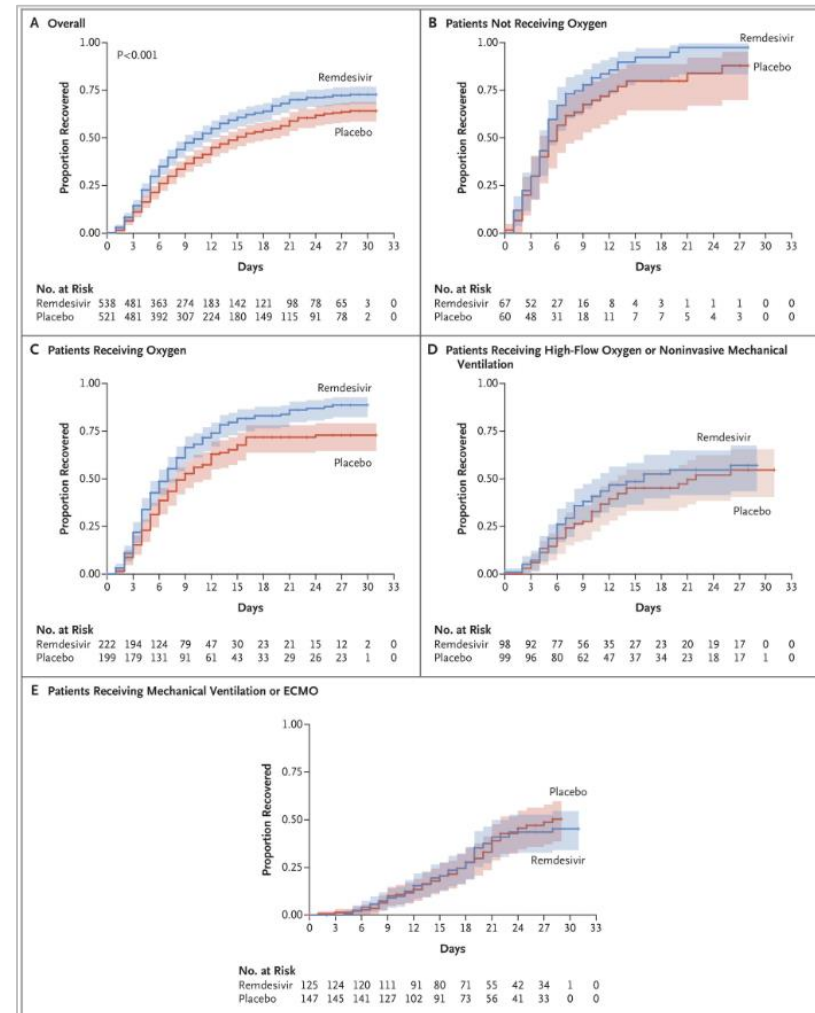 A Overall
P<0.001
Remdesivir
Placebo
Proportion Recovered
1.00
0.75
0.50
0.25
0.00
0 3 6 9 12 15 18 21 24 27 30 33
Days
No. at Risk
Remdesivir 538 481 363 274 183 142 121 98 78 65 3 0
Placebo 521 481 392 307 224 180 149 115 91 78 2 0
B Patients Not Receiving Oxygen
Remdesivir
Placebo
Proportion Recovered
1.00
0.75
0.50
0.25
0.00
0 3 6 9 12 15 18 21 24 27 30 33
Days
No. at Risk
Remdesivir 67 52 27 16 8 4 3 1 1 1 0 0
Placebo 60 48 31 18 11 7 7 5 4 3 0 0
C Patients Receiving Oxygen
Remdesivir
Placebo
Proportion Recovered
1.00
0.75
0.50
0.25
0.00
0 3 6 9 12 15 18 21 24 27 30 33
Days
No. at Risk
Remdesivir 222 194 124 79 47 30 23 21 15 12 2 0
Placebo 199 179 131 91 61 43 33 29 26 23 1 0
D Patients Receiving High-Flow Oxygen or Noninvasive Mechanical
Ventilation
Remdesivir
Placebo
Proportion Recovered
1.00
0.75
0.50
0.25
0.00
0 3 6 9 12 15 18 21 24 27 30 33
Days
No. at Risk
Remdesivir 98 92 77 56 35 27 23 20 19 17 0 0
Placebo 99 96 80 62 47 37 34 23 18 17 1 0
E Patients Receiving Mechanical Ventilation or ECMO
Placebo
Remdesivir
Proportion Recovered
1.00
0.75
0.50
0.25
0.00
0 3 6 9 12 15 18 21 24 27 30 33
Days
No. at Risk
Remdesivir 125 124 120 111 91 80 71 55 42 34 1 0
Placebo 147 145 141 127 102 91 73 56 41 33 0 0